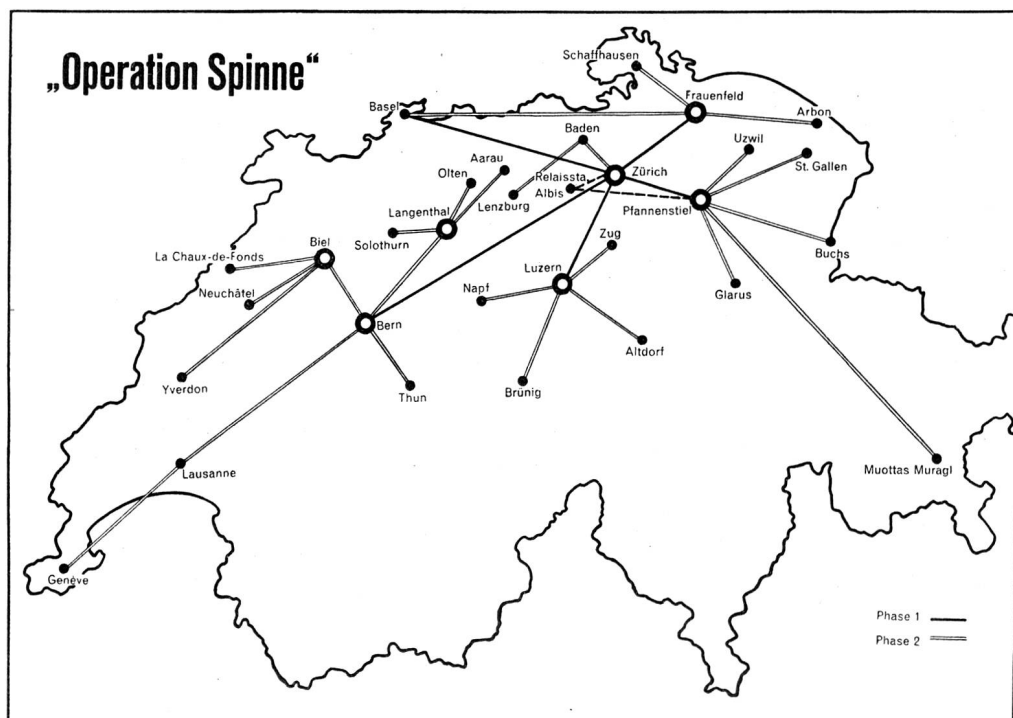 „Operation Spinne“
Schaffhausen
Frauenfeld
Basel
Arbon
Baden
Uzwil
Aarau
St. Gallen
Olten
Relaissta.
Zürich
Albis
Lenzburg
Langenthal
Pfannenstiel
Solothurn
Zug
Biel
Buchs
La Chaux-de-Fonds
Luzern
Neuchâtel
Napf
Glarus
Bern
Altdorf
Yverdon
Thun
Brünig
Lausanne
Muottas Muragl
Genève
Phase 1
Phase 2